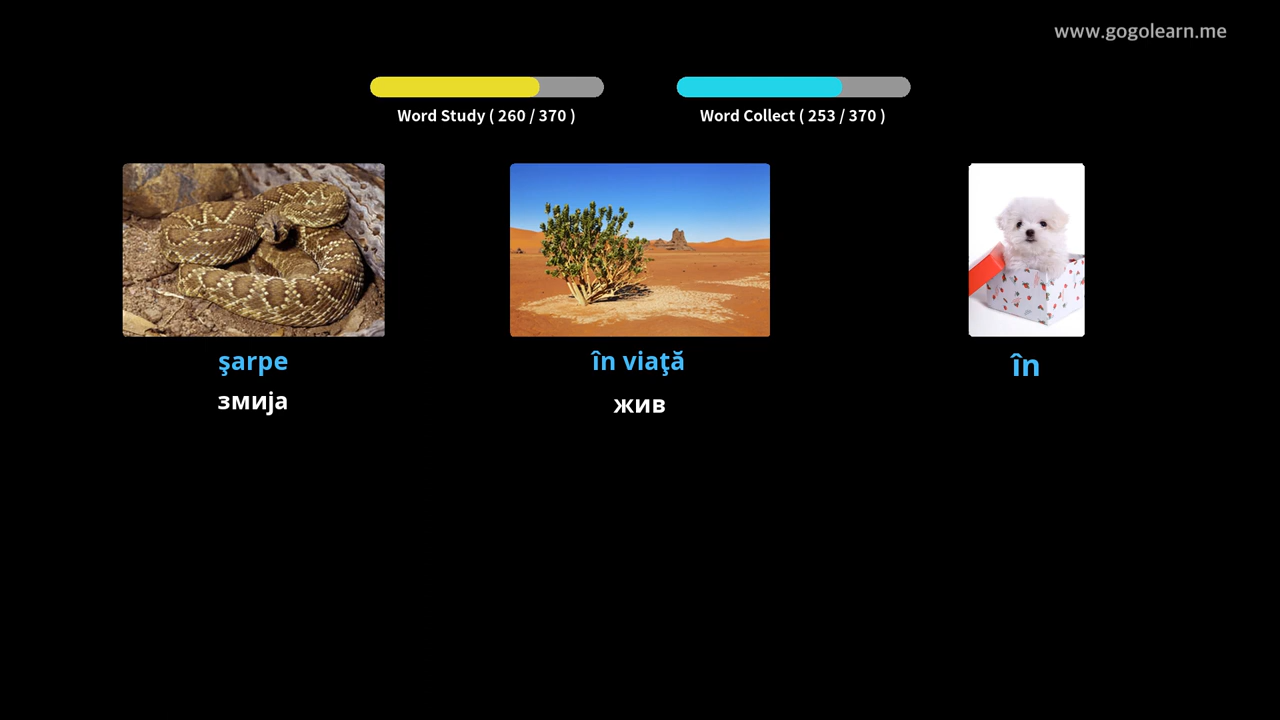 www.gogolearn.me
Word Study ( 260 / 370 )
Word Collect ( 253 / 370 )
şarpe
змија
în viaţă
жив
în